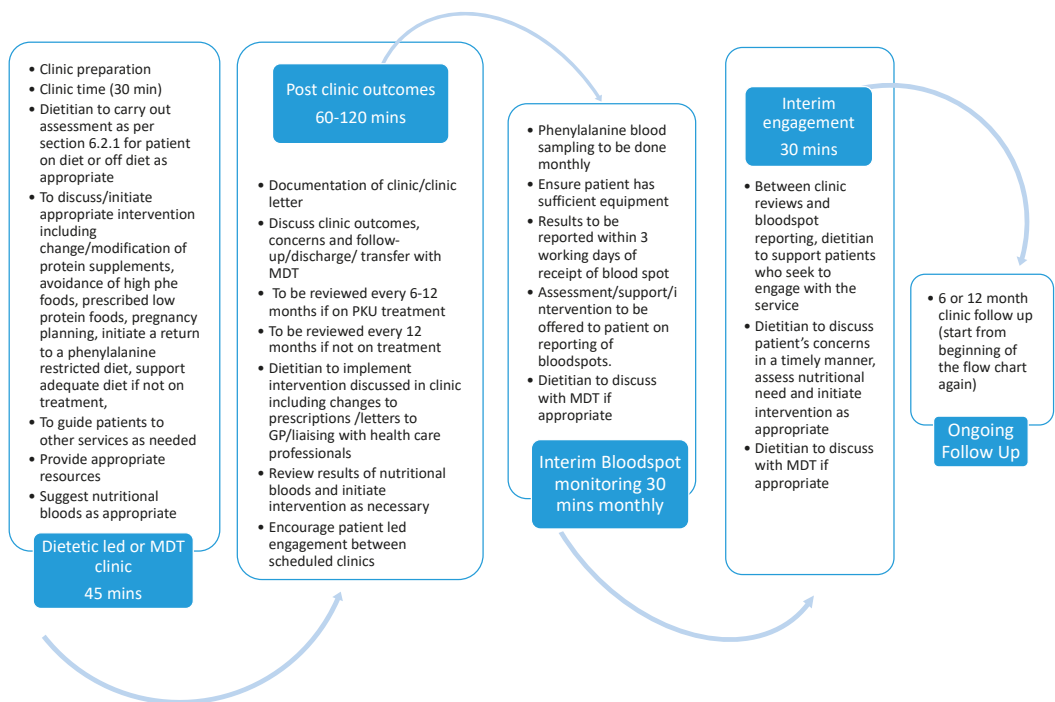 • Clinic preparation
• Clinic time (30 min)
• Dietitian to carry out
assessment as per
section 6.2.1 for patient
on diet or off diet as
appropriate
• To discuss/initiate
appropriate intervention
including
change/modification of
protein supplements,
avoidance of high phe
foods, prescribed low
protein foods, pregnancy
planning, initiate a return
to a phenylalanine
restricted diet, support
adequate diet if not on
treatment,
• To guide patients to
other services as needed
• Provide appropriate
resources
• Suggest nutritional
bloods as appropriate
Dietetic led or MDT
clinic
45 mins
Post clinic outcomes
60-120 mins
• Documentation of clinic/clinic
letter
• Discuss clinic outcomes,
concerns and follow-
up/discharge/ transfer with
MDT
• To be reviewed every 6-12
months if on PKU treatment
• To be reviewed every 12
months if not on treatment
• Dietitian to implement
intervention discussed in clinic
including changes to
prescriptions /letters to
GP/liaising with health care
professionals
• Review results of nutritional
bloods and initiate
intervention as necessary
• Encourage patient led
engagement between
scheduled clinics
• Phenylalanine blood
sampling to be done
monthly
• Ensure patient has
sufficient equipment
• Results to be
reported within 3
working days of
receipt of blood spot
• Assessment/support/i
ntervention to be
offered to patient on
reporting of
bloodspots.
• Dietitian to discuss
with MDT if
appropriate
Interim Bloodspot
monitoring 30
mins monthly
Interim
engagement
30 mins
• Between clinic
reviews and
bloodspot
reporting, dietitian
to support patients
who seek to
engage with the
service
• Dietitian to discuss
patient's concerns
in a timely manner,
assess nutritional
need and initiate
intervention as
appropriate
• Dietitian to discuss
with MDT if
appropriate
• 6 or 12 month
clinic follow up
(start from
beginning of
the flow chart
again)
Ongoing
Follow Up